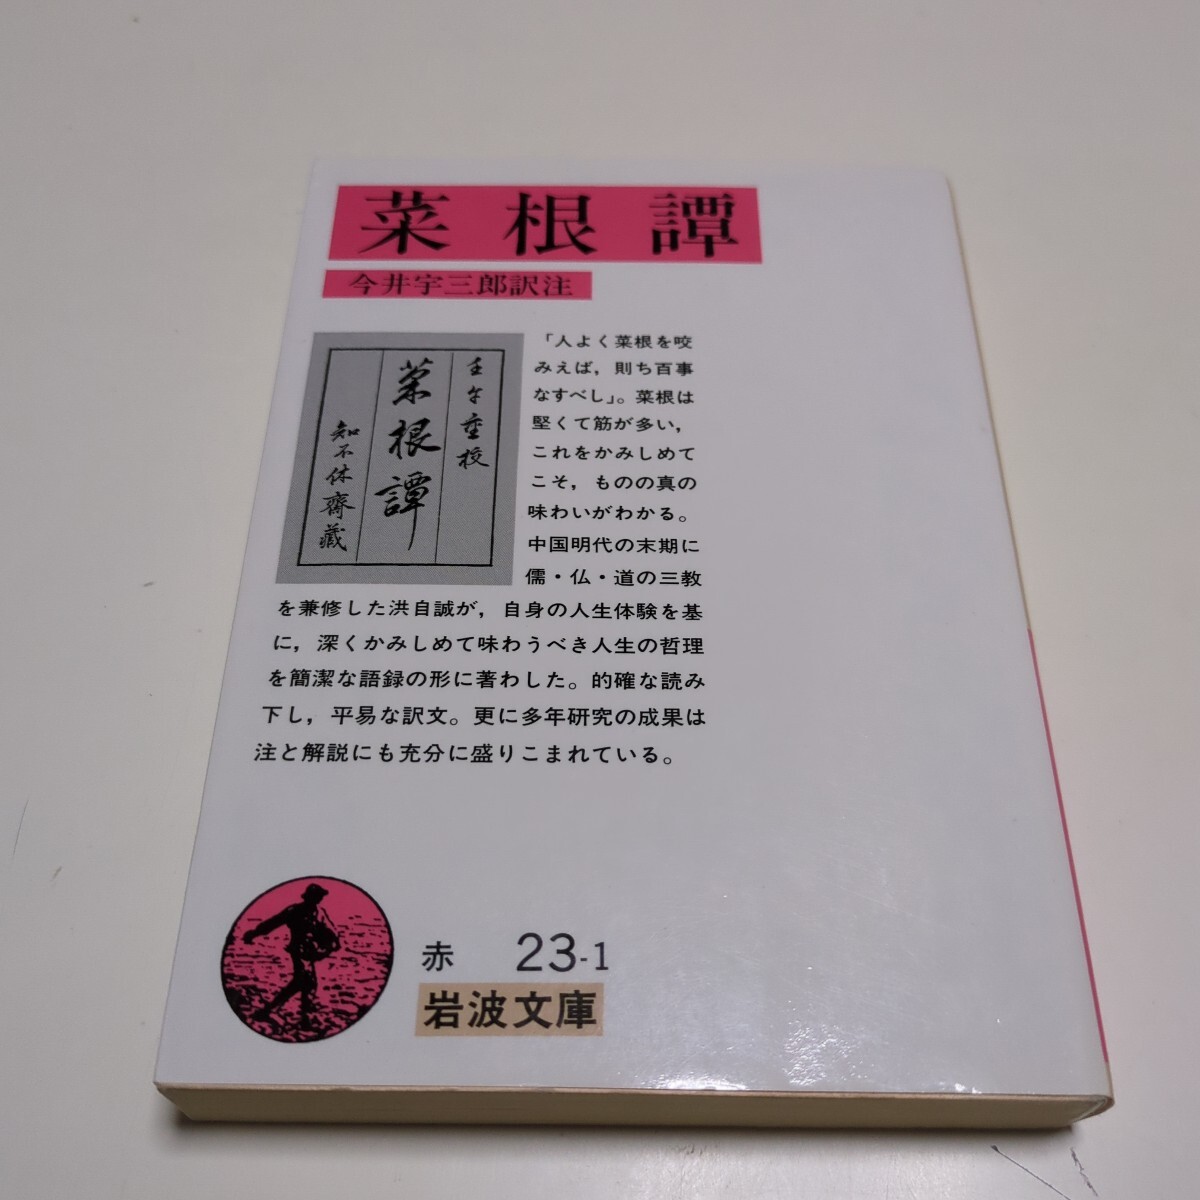 菜根譚
今井宇三郎訳注
壬午重校
菜根譚
知不休齋藏
「人よく菜根を咬
みえば，則ち百事
なすべし」。菜根は
堅くて筋が多い，
これをかみしめて
こそ，ものの真の
味わいがわかる。
中国明代の末期に
儒・仏・道の三教
を兼修した洪自誠が，自身の人生体験を基
に，深くかみしめて味わうべき人生の哲理
を簡潔な語録の形に著わした。的確な読み
下し，平易な訳文。更に多年研究の成果は
注と解説にも充分に盛りこまれている。
赤 23-1
岩波文庫